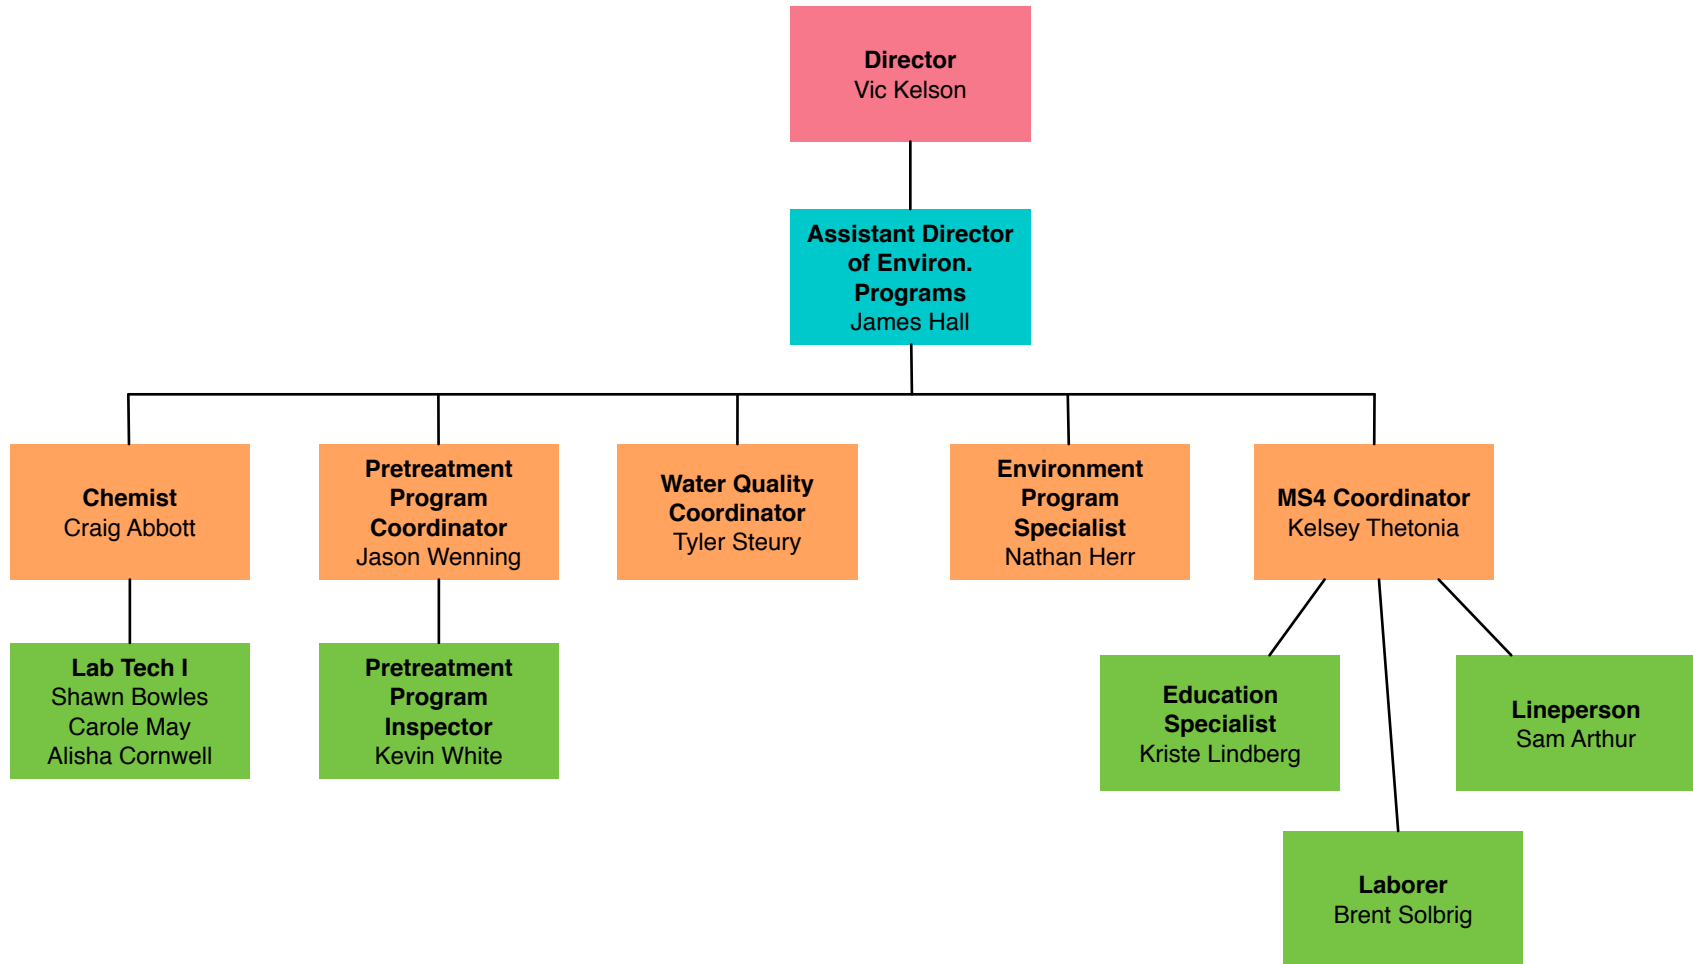 Director
Vic Kelson
Assistant Director
of Environ.
Programs
James Hall
Chemist
Craig Abbott
Pretreatment
Program
Coordinator
Jason Wenning
Water Quality
Coordinator
Tyler Steury
Environment
Program
Specialist
Nathan Herr
MS4 Coordinator
Kelsey Thetonia
Lab Tech I
Shawn Bowles
Carole May
Alisha Cornwell
Pretreatment
Program
Inspector
Kevin White
Education
Specialist
Kriste Lindberg
Lineperson
Sam Arthur
Laborer
Brent Solbrig